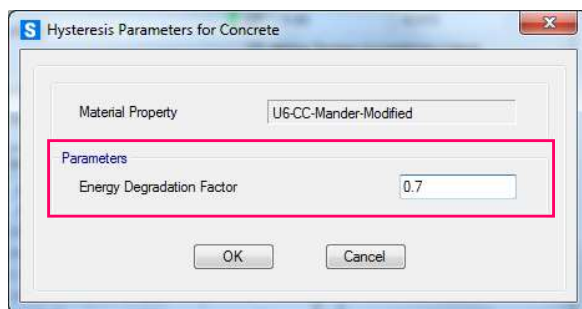 S Hysteresis Parameters for Concrete
Material Property U6-CC-Mander-Modified
Parameters
Energy Degradation Factor 0.7
OK Cancel